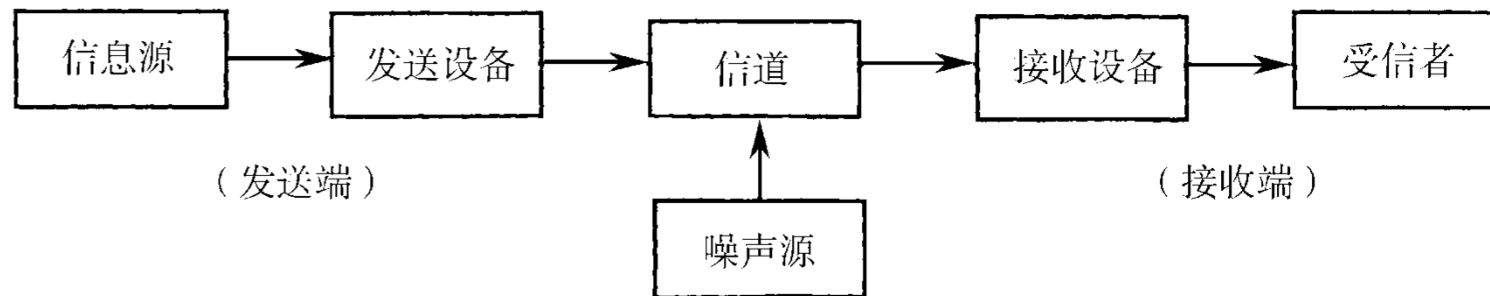 信息源
发送设备
信道
接收设备
受信者
（发送端）
（接收端）
噪声源